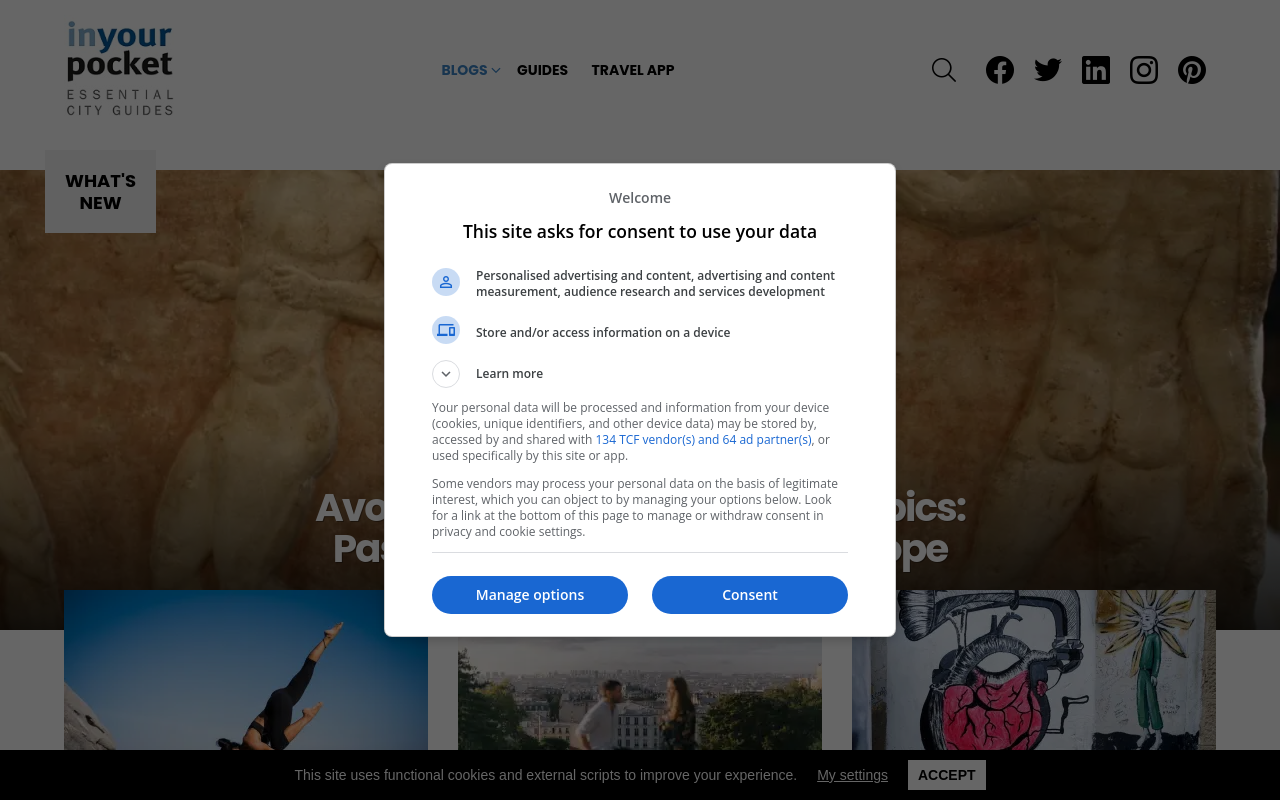 inyour
pocket
ESSENTIAL
CITY GUIDES
BLOGS
GUIDES
TRAVEL APP
WHAT'S
NEW
Welcome
This site asks for consent to use your data
Personalised advertising and content, advertising and content
measurement, audience research and services development
Store and/or access information on a device
Learn more
Your personal data will be processed and information from your device
(cookies, unique identifiers, and other device data) may be stored by,
accessed by and shared with 134 TCF vendor(s) and 64 ad partner(s), or
used specifically by this site or app.
Some vendors may process your personal data on the basis of legitimate
interest, which you can object to by managing your options below. Look
for a link at the bottom of this page to manage or withdraw consent in
privacy and cookie settings.
Manage options
Consent
This site uses functional cookies and external scripts to improve your experience.
My settings
ACCEPT